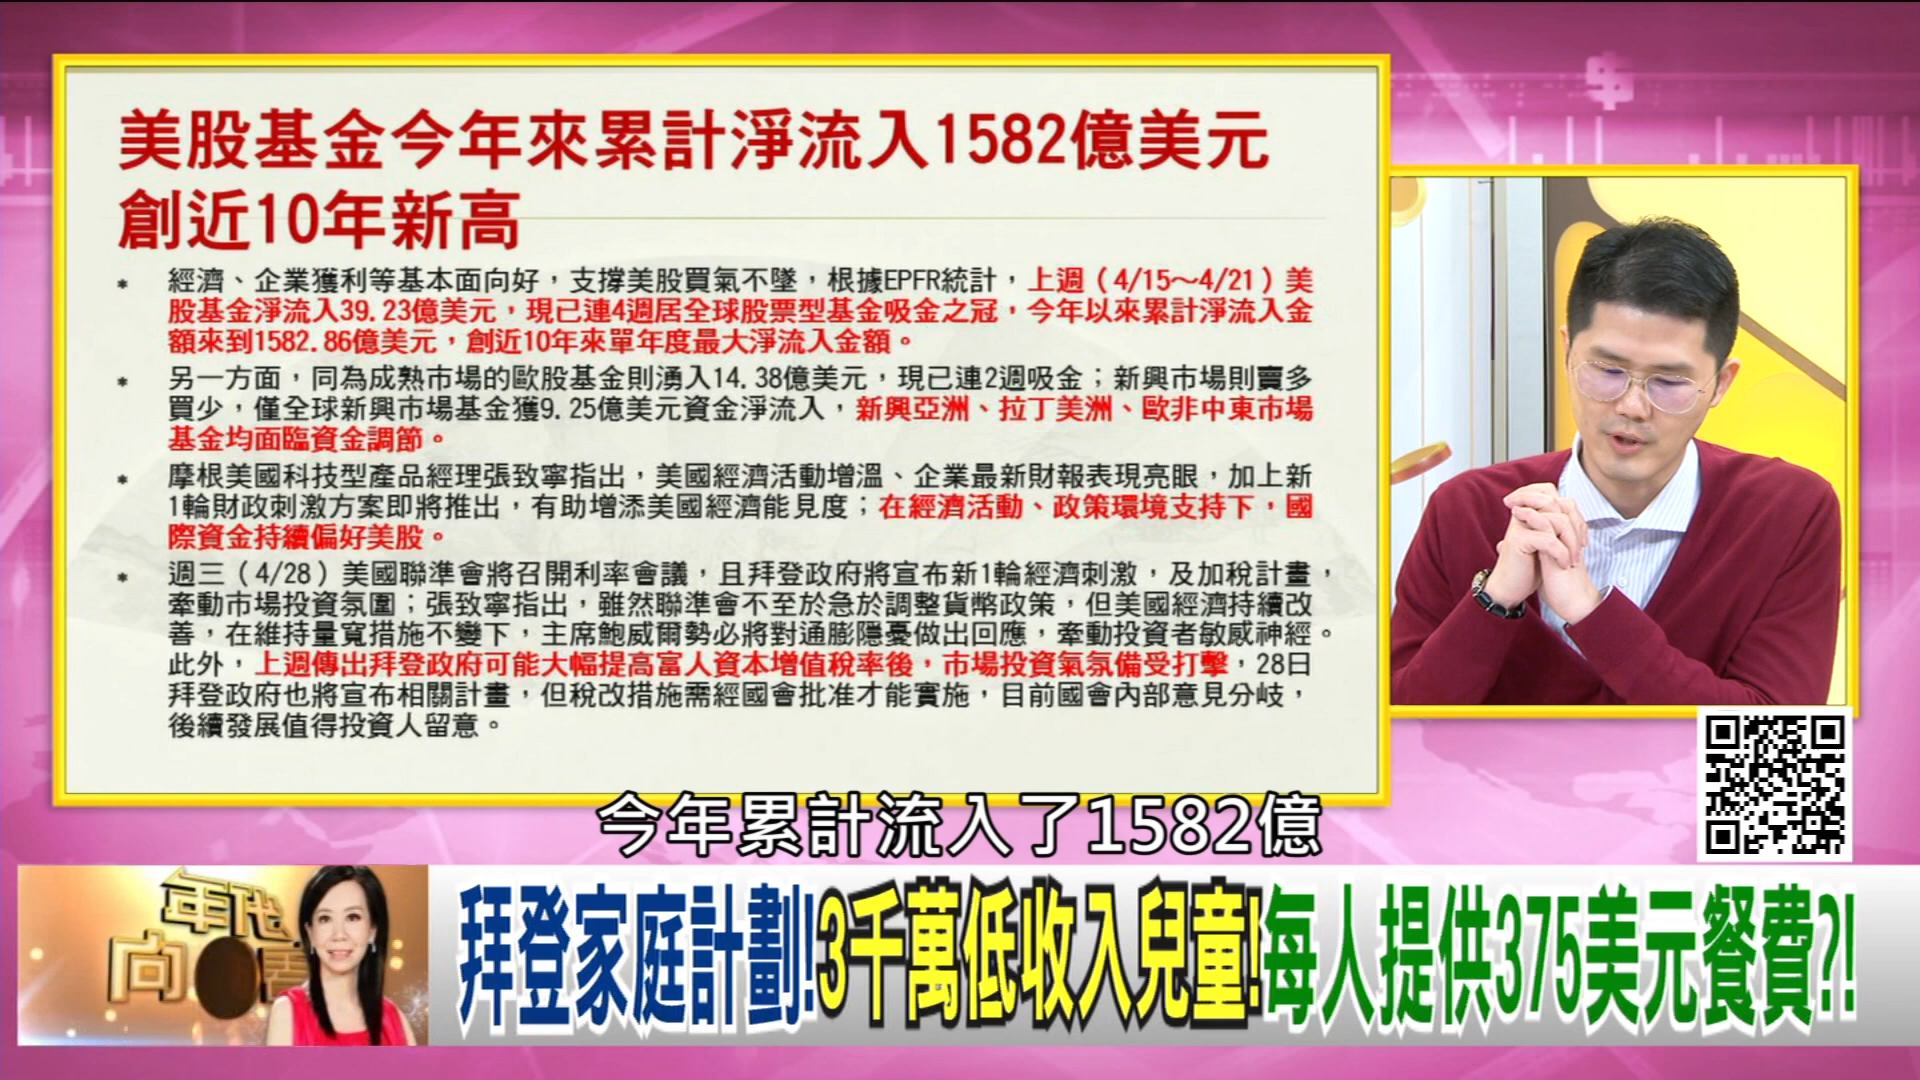 美股基金今年來累計淨流入1582億美元
創近10年新高
* 經濟、企業獲利等基本面向好，支撐美股買氣不墜，根據EPFR統計，上週（4/15～4/21）美
股基金淨流入39.23億美元，現已連4週居全球股票型基金吸金之冠，今年以來累計淨流入金
額來到1582.86億美元，創近10年來單年度最大淨流入金額。
* 另一方面，同為成熟市場的歐股基金則湧入14.38億美元，現已連2週吸金；新興市場則賣多
買少，僅全球新興市場基金獲9.25億美元資金淨流入，新興亞洲、拉丁美洲、歐非中東市場
基金均面臨資金調節。
* 摩根美國科技型產品經理張致寧指出，美國經濟活動增溫、企業最新財報表現亮眼，加上新
1輪財政刺激方案即將推出，有助增添美國經濟能見度；在經濟活動、政策環境支持下，國
際資金持續偏好美股。
* 週三（4/28）美國聯準會將召開利率會議，且拜登政府將宣布新1輪經濟刺激，及加稅計畫，
牽動市場投資氛圍；張致寧指出，雖然聯準會不至於急於調整貨幣政策，但美國經濟持續改
善，在維持量寬措施不變下，主席鮑威爾勢必將對通膨隱憂做出回應，牽動投資者敏感神經。
此外，上週傳出拜登政府可能大幅提高富人資本增值稅率後，市場投資氣氛備受打擊，28日
拜登政府也將宣布相關計畫，但稅改措施需經國會批准才能實施，目前國會內部意見分歧，
後續發展值得投資人留意。
今年累計流入了1582億
年代
向
拜登家庭計劃!3千萬低收入兒童!每人提供375美元餐費?!